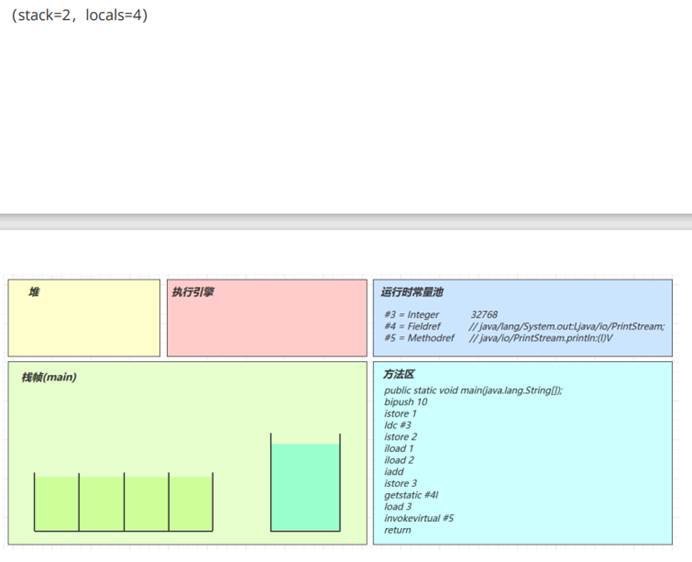 (stack=2, locals=4)
堆
执行引擎
运行时常量池
#3 = Integer 32768
#4 = Fieldref // java/lang/System.out:Ljava/io/PrintStream;
#5 = Methodref // java/io/PrintStream.println:(I)V
栈帧(main)
方法区
public static void main(java.lang.String[]);
bipush 10
istore 1
ldc #3
istore 2
iload 1
iload 2
iadd
istore 3
getstatic #4I
load 3
invokevirtual #5
return